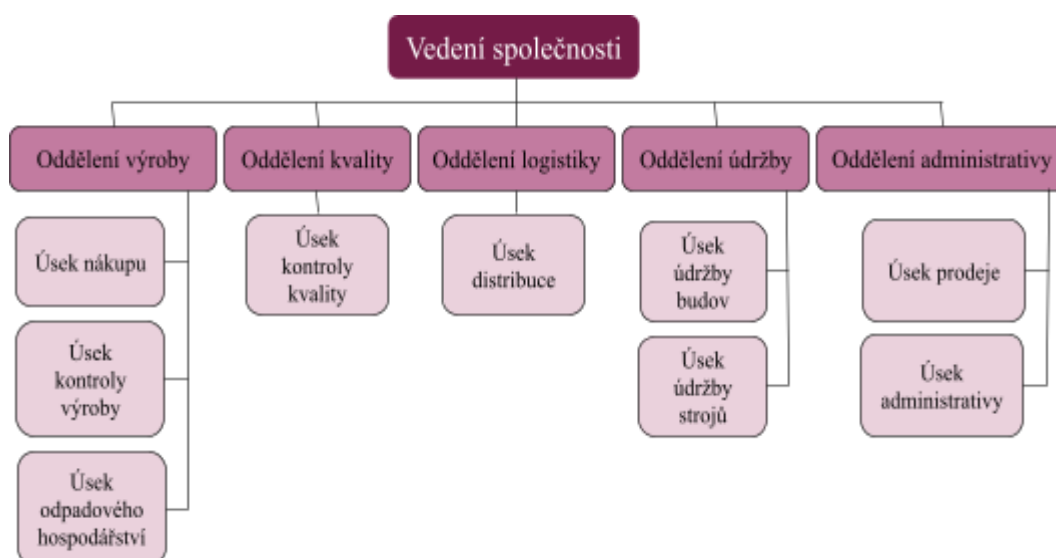 Vedení společnosti
Oddělení výroby
Oddělení kvality
Oddělení logistiky
Oddělení údržby
Oddělení administrativy
Úsek nákupu
Úsek
kontroly
výroby
Úsek
odpadového
hospodářství
Úsek
kontroly
kvality
Úsek
distribuce
Úsek
údržby
budov
Úsek
údržby
strojů
Úsek prodeje
Úsek
administrativy